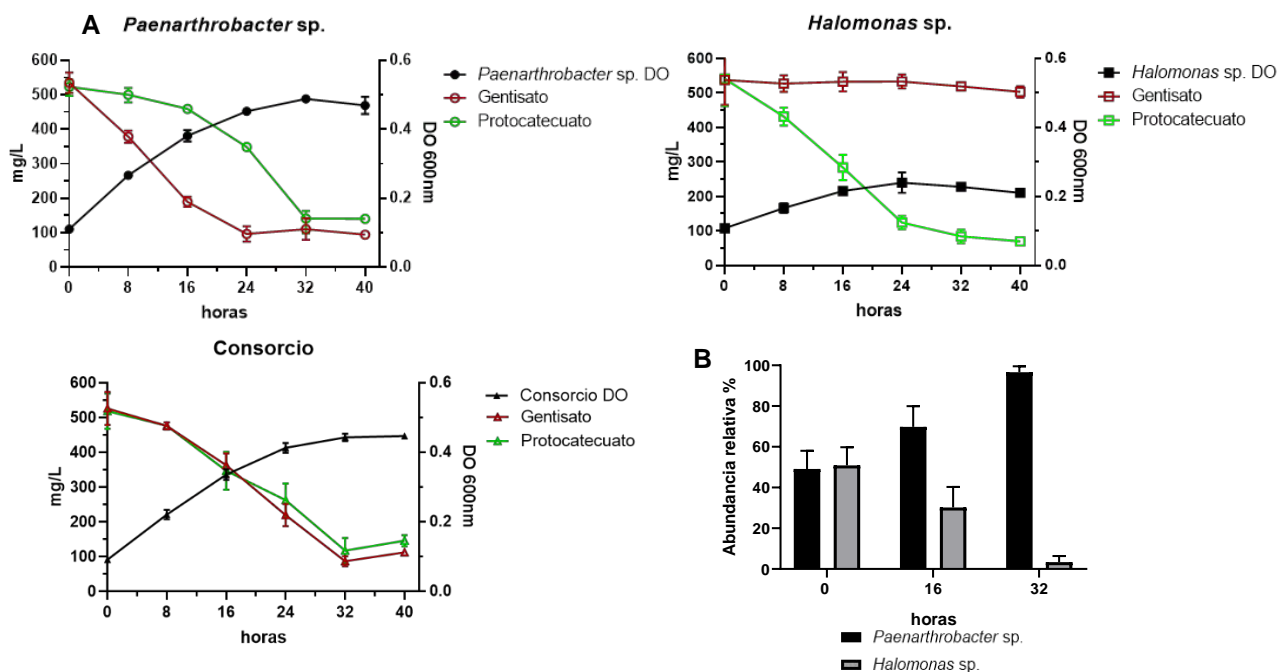 A
Paenarthrobacter sp.
600
500
400
300
200
100
0
mg/L
0.6
0.4
0.2
0.0
DO 600nm
0 8 16 24 32 40
horas
Paenarthrobacter sp. DO
Gentisato
Protocatecuato
Halomonas sp.
600
500
400
300
200
100
0
mg/L
0.6
0.4
0.2
0.0
DO 600nm
0 8 16 24 32 40
horas
Halomonas sp. DO
Gentisato
Protocatecuato
Consorcio
600
500
400
300
200
100
0
mg/L
0.6
0.4
0.2
0.0
DO 600nm
0 8 16 24 32 40
horas
Consorcio DO
Gentisato
Protocatecuato
B
100
80
60
40
20
0
Abundancia relativa %
0 16 32
horas
Paenarthrobacter sp.
Halomonas sp.